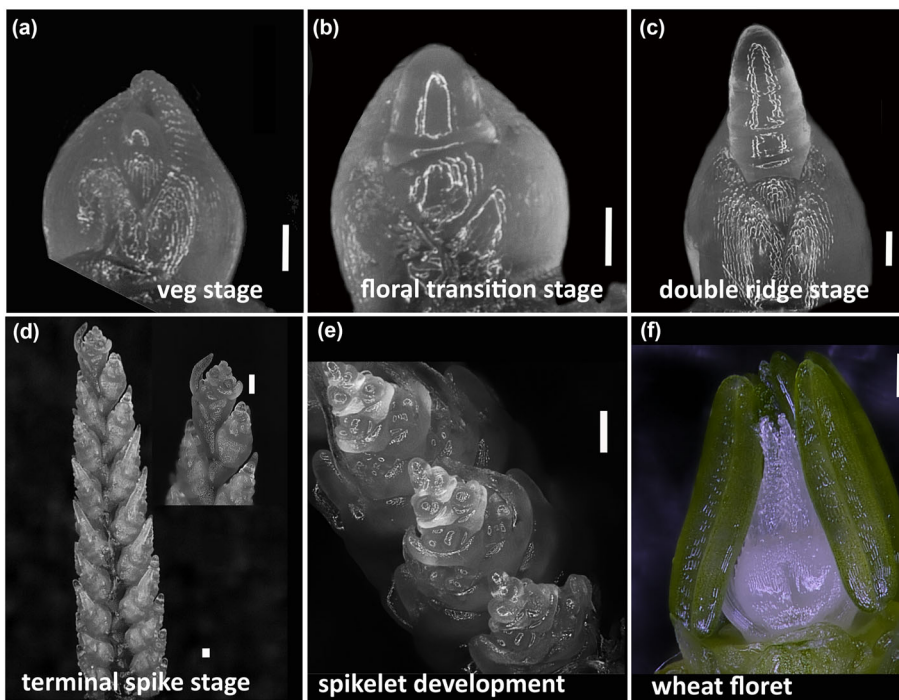 (a)
veg stage
(b)
floral transition stage
(c)
double ridge stage
(d)
terminal spike stage
(e)
spikelet development
(f)
wheat floret